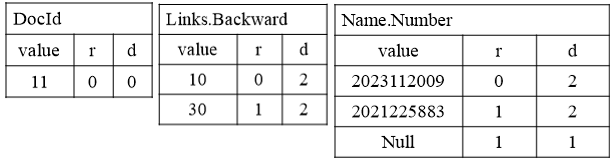 DocId
value r d
11 0 0
Links.Backward
value r d
10 0 2
30 1 2
Name.Number
value r d
2023112009 0 2
2021225883 1 2
Null 1 1